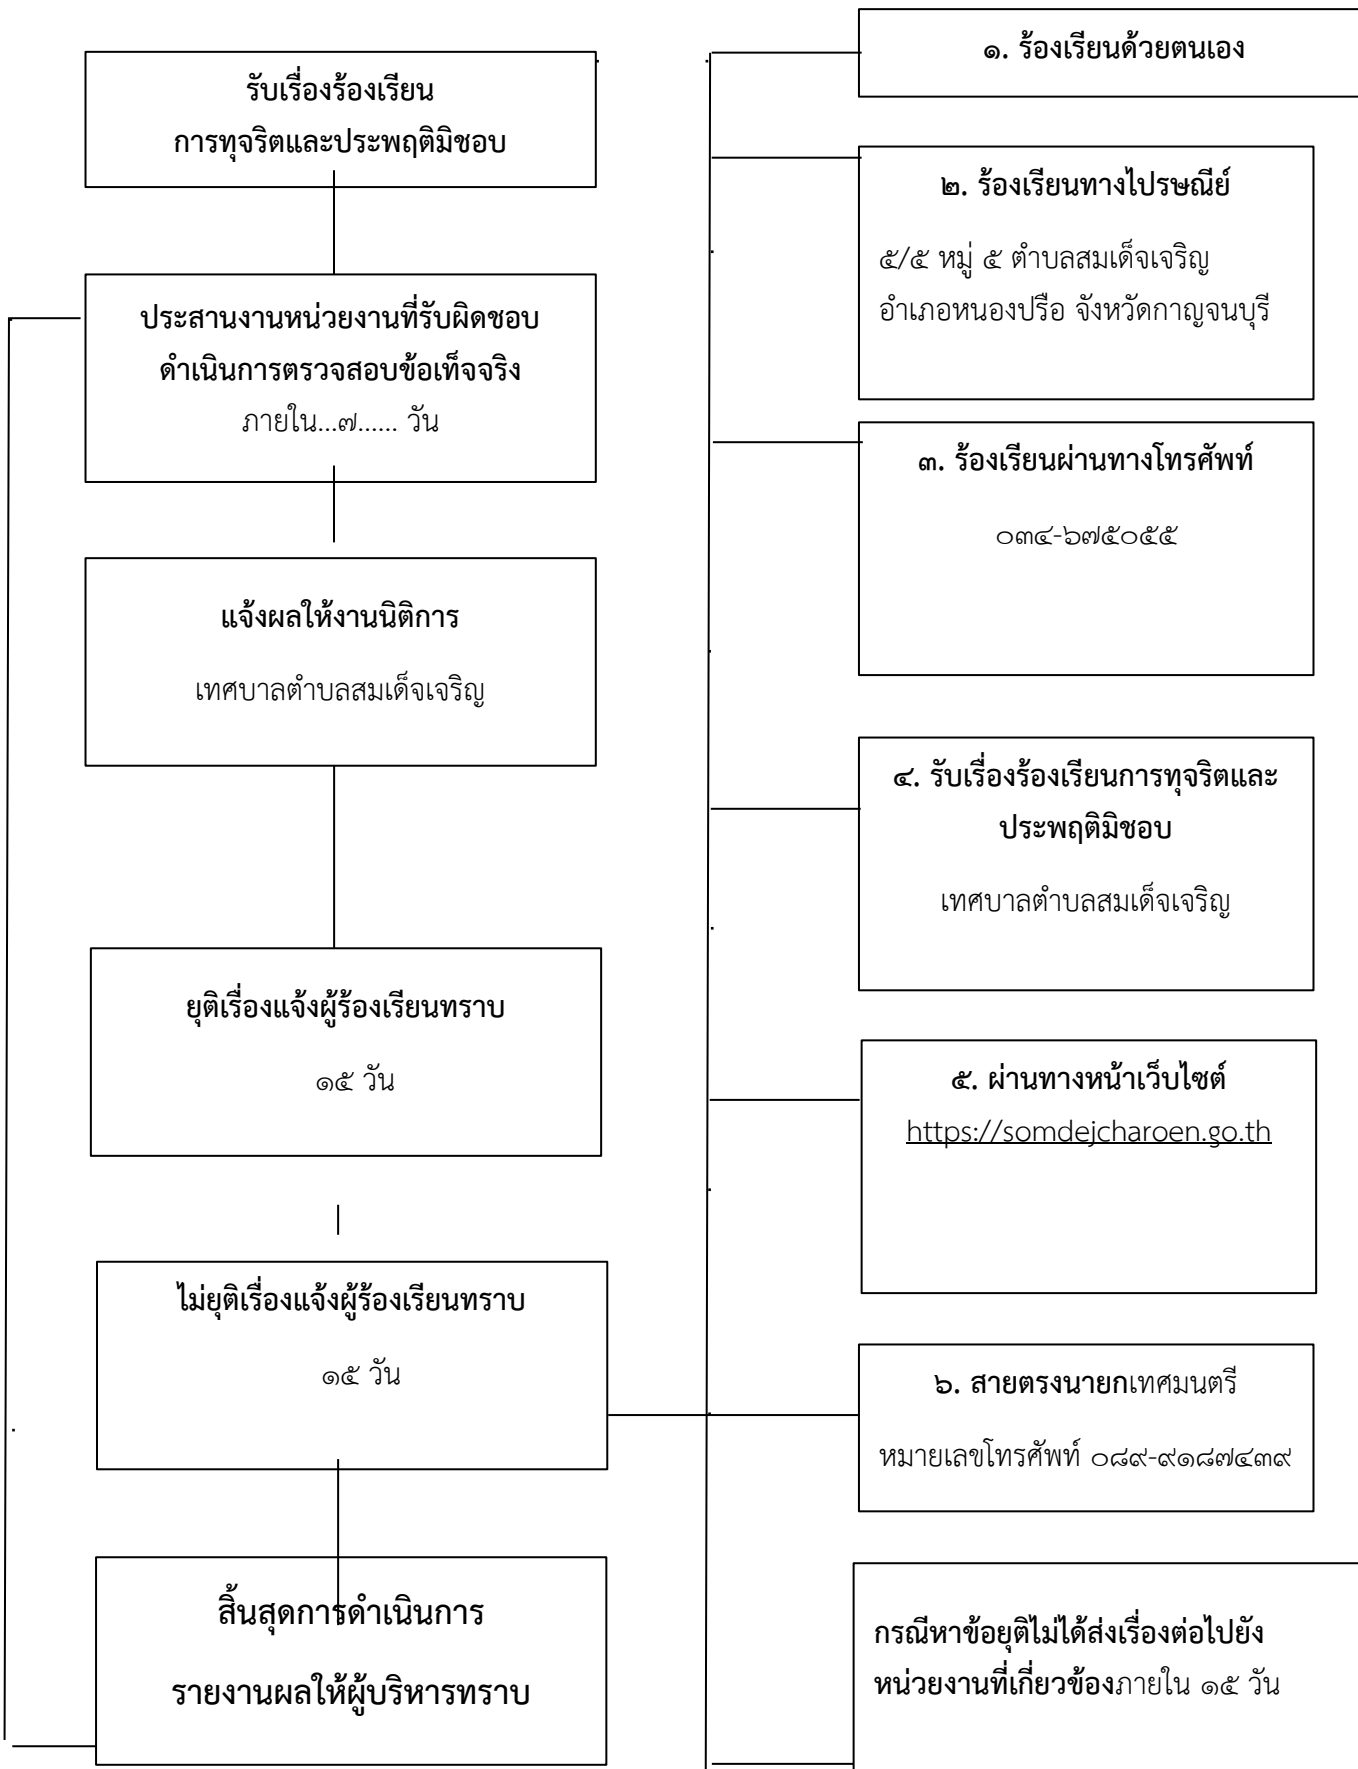 รับเรื่องร้องเรียน
การทุจริตและประพฤติมิชอบ
ประสานงานหน่วยงานที่รับผิดชอบ
ดำเนินการตรวจสอบข้อเท็จจริง
ภายใน...๗...... วัน
แจ้งผลให้งานนิติการ
เทศบาลตำบลสมเด็จเจริญ
ยุติเรื่องแจ้งผู้ร้องเรียนทราบ
๑๕ วัน
ไม่ยุติเรื่องแจ้งผู้ร้องเรียนทราบ
๑๕ วัน
สิ้นสุดการดำเนินการ
รายงานผลให้ผู้บริหารทราบ
๑. ร้องเรียนด้วยตนเอง
๒. ร้องเรียนทางไปรษณีย์
๕/๕ หมู่ ๕ ตำบลสมเด็จเจริญ
อำเภอหนองปรือ จังหวัดกาญจนบุรี
๓. ร้องเรียนผ่านทางโทรศัพท์
๐๓๔-๖๗๕๐๕๕
๔. รับเรื่องร้องเรียนการทุจริตและ
ประพฤติมิชอบ
เทศบาลตำบลสมเด็จเจริญ
๕. ผ่านทางหน้าเว็บไซต์
https://somdejcharoen.go.th
๖. สายตรงนายกเทศมนตรี
หมายเลขโทรศัพท์ ๐๘๙-๙๑๘๗๔๓๙
กรณีหาข้อยุติไม่ได้ส่งเรื่องต่อไปยัง
หน่วยงานที่เกี่ยวข้องภายใน ๑๕ วัน